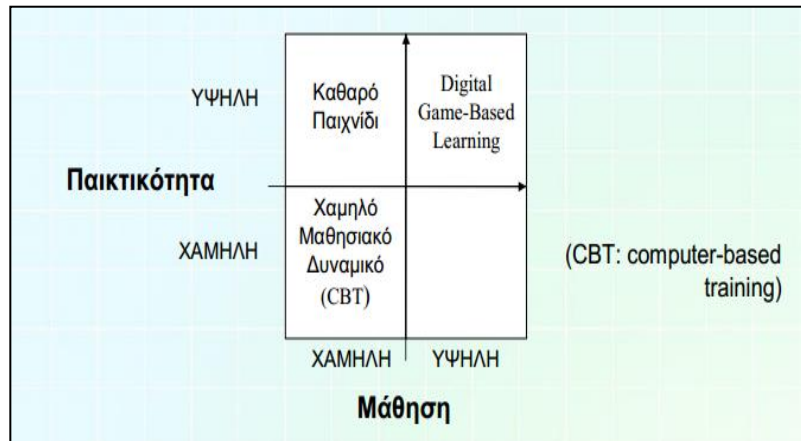 ΥΨΗΛΗ
Καθαρό
Παιχνίδι
Digital
Game-Based
Learning
Παικτικότητα
ΧΑΜΗΛΗ
Χαμηλό
Μαθησιακό
Δυναμικό
(CBT)
(CBT: computer-based
training)
ΧΑΜΗΛΗ
ΥΨΗΛΗ
Μάθηση